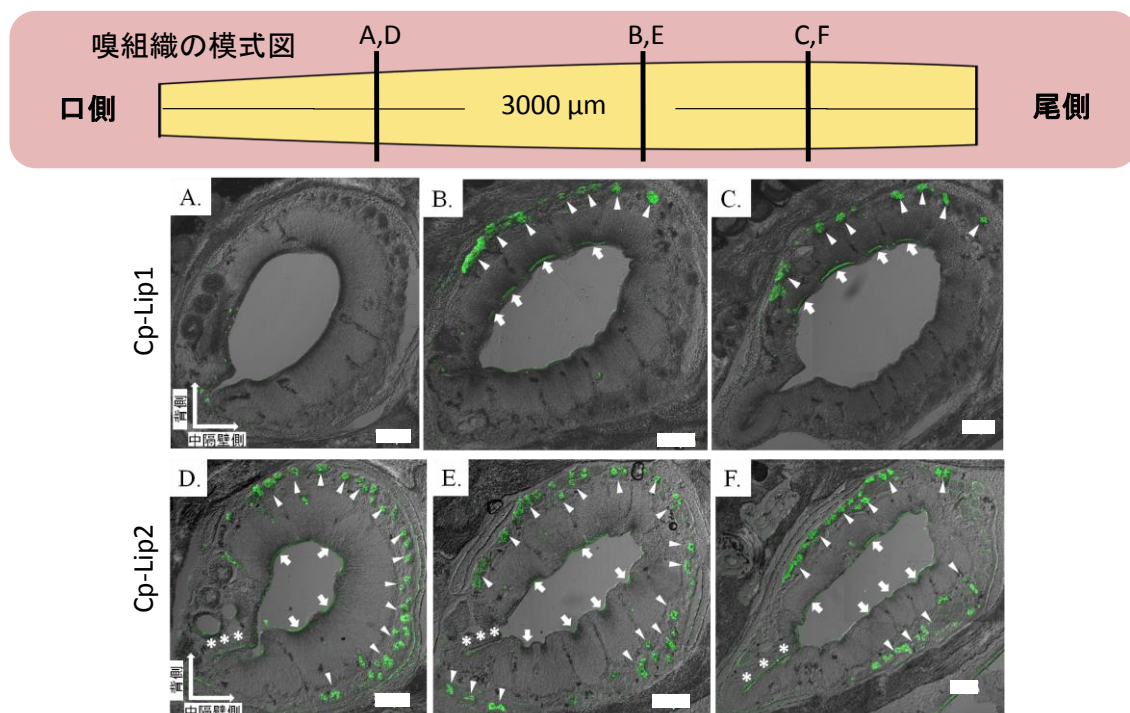 嗅組織の模式図
A,D
B,E
C,F
口側
3000 µm
尾側
Cp-Lip1
A.
B.
C.
背側
中隔壁側
Cp-Lip2
D.
E.
F.
***
***
***
背側
中隔壁側